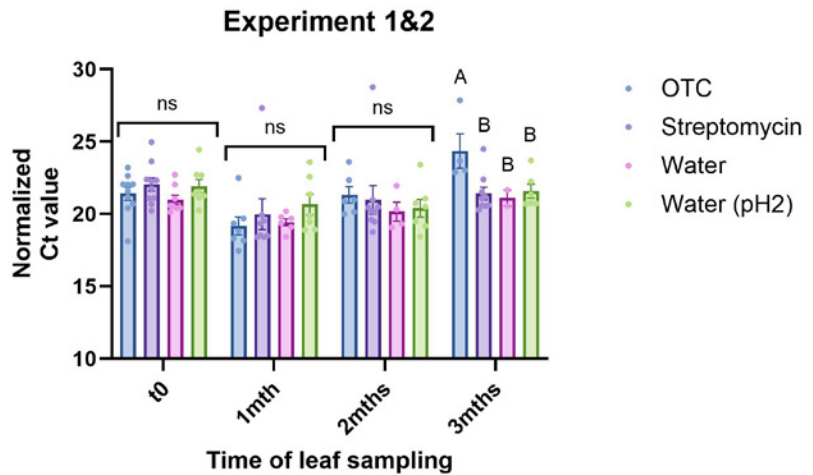 Experiment 1&2
Normalized
Ct value
30
25
20
15
10
ns
ns
ns
A
B
B
B
t0
1mth
2mths
3mths
Time of leaf sampling
OTC
Streptomycin
Water
Water (pH2)